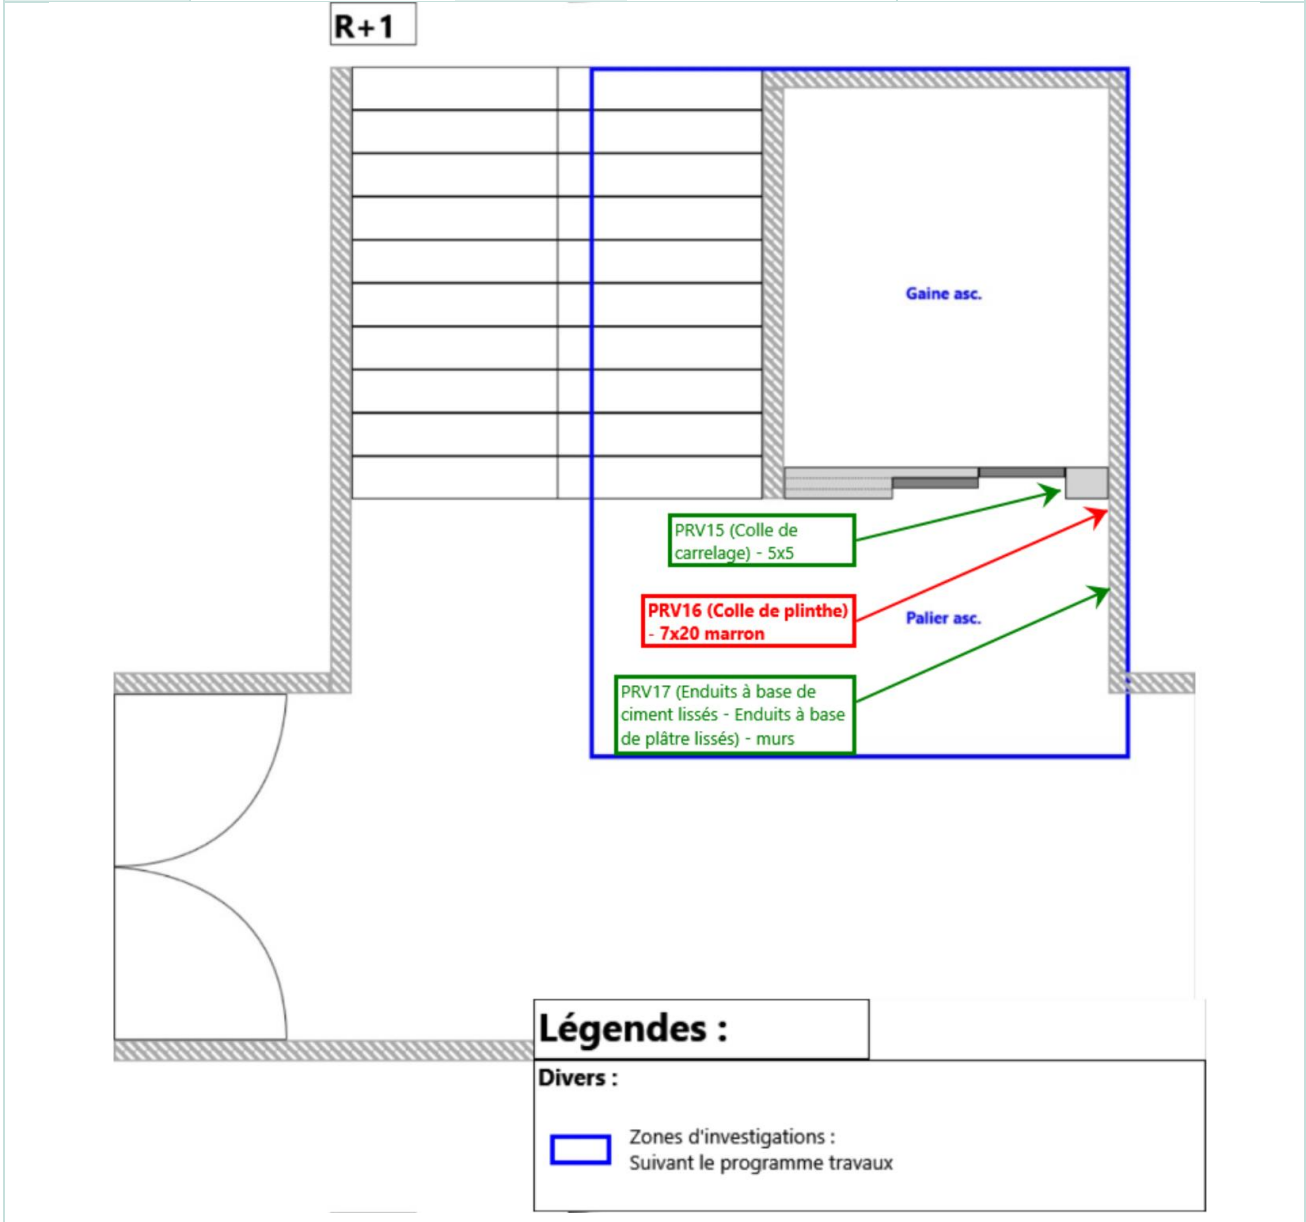 R+1
Gaine asc.
PRV15 (Colle de
carrelage) - 5x5
PRV16 (Colle de plinthe)
- 7x20 marron
Palier asc.
PRV17 (Enduits à base de
ciment lissés - Enduits à base
de plâtre lissés) - murs
Légendes :
Divers :
Zones d'investigations :
Suivant le programme travaux